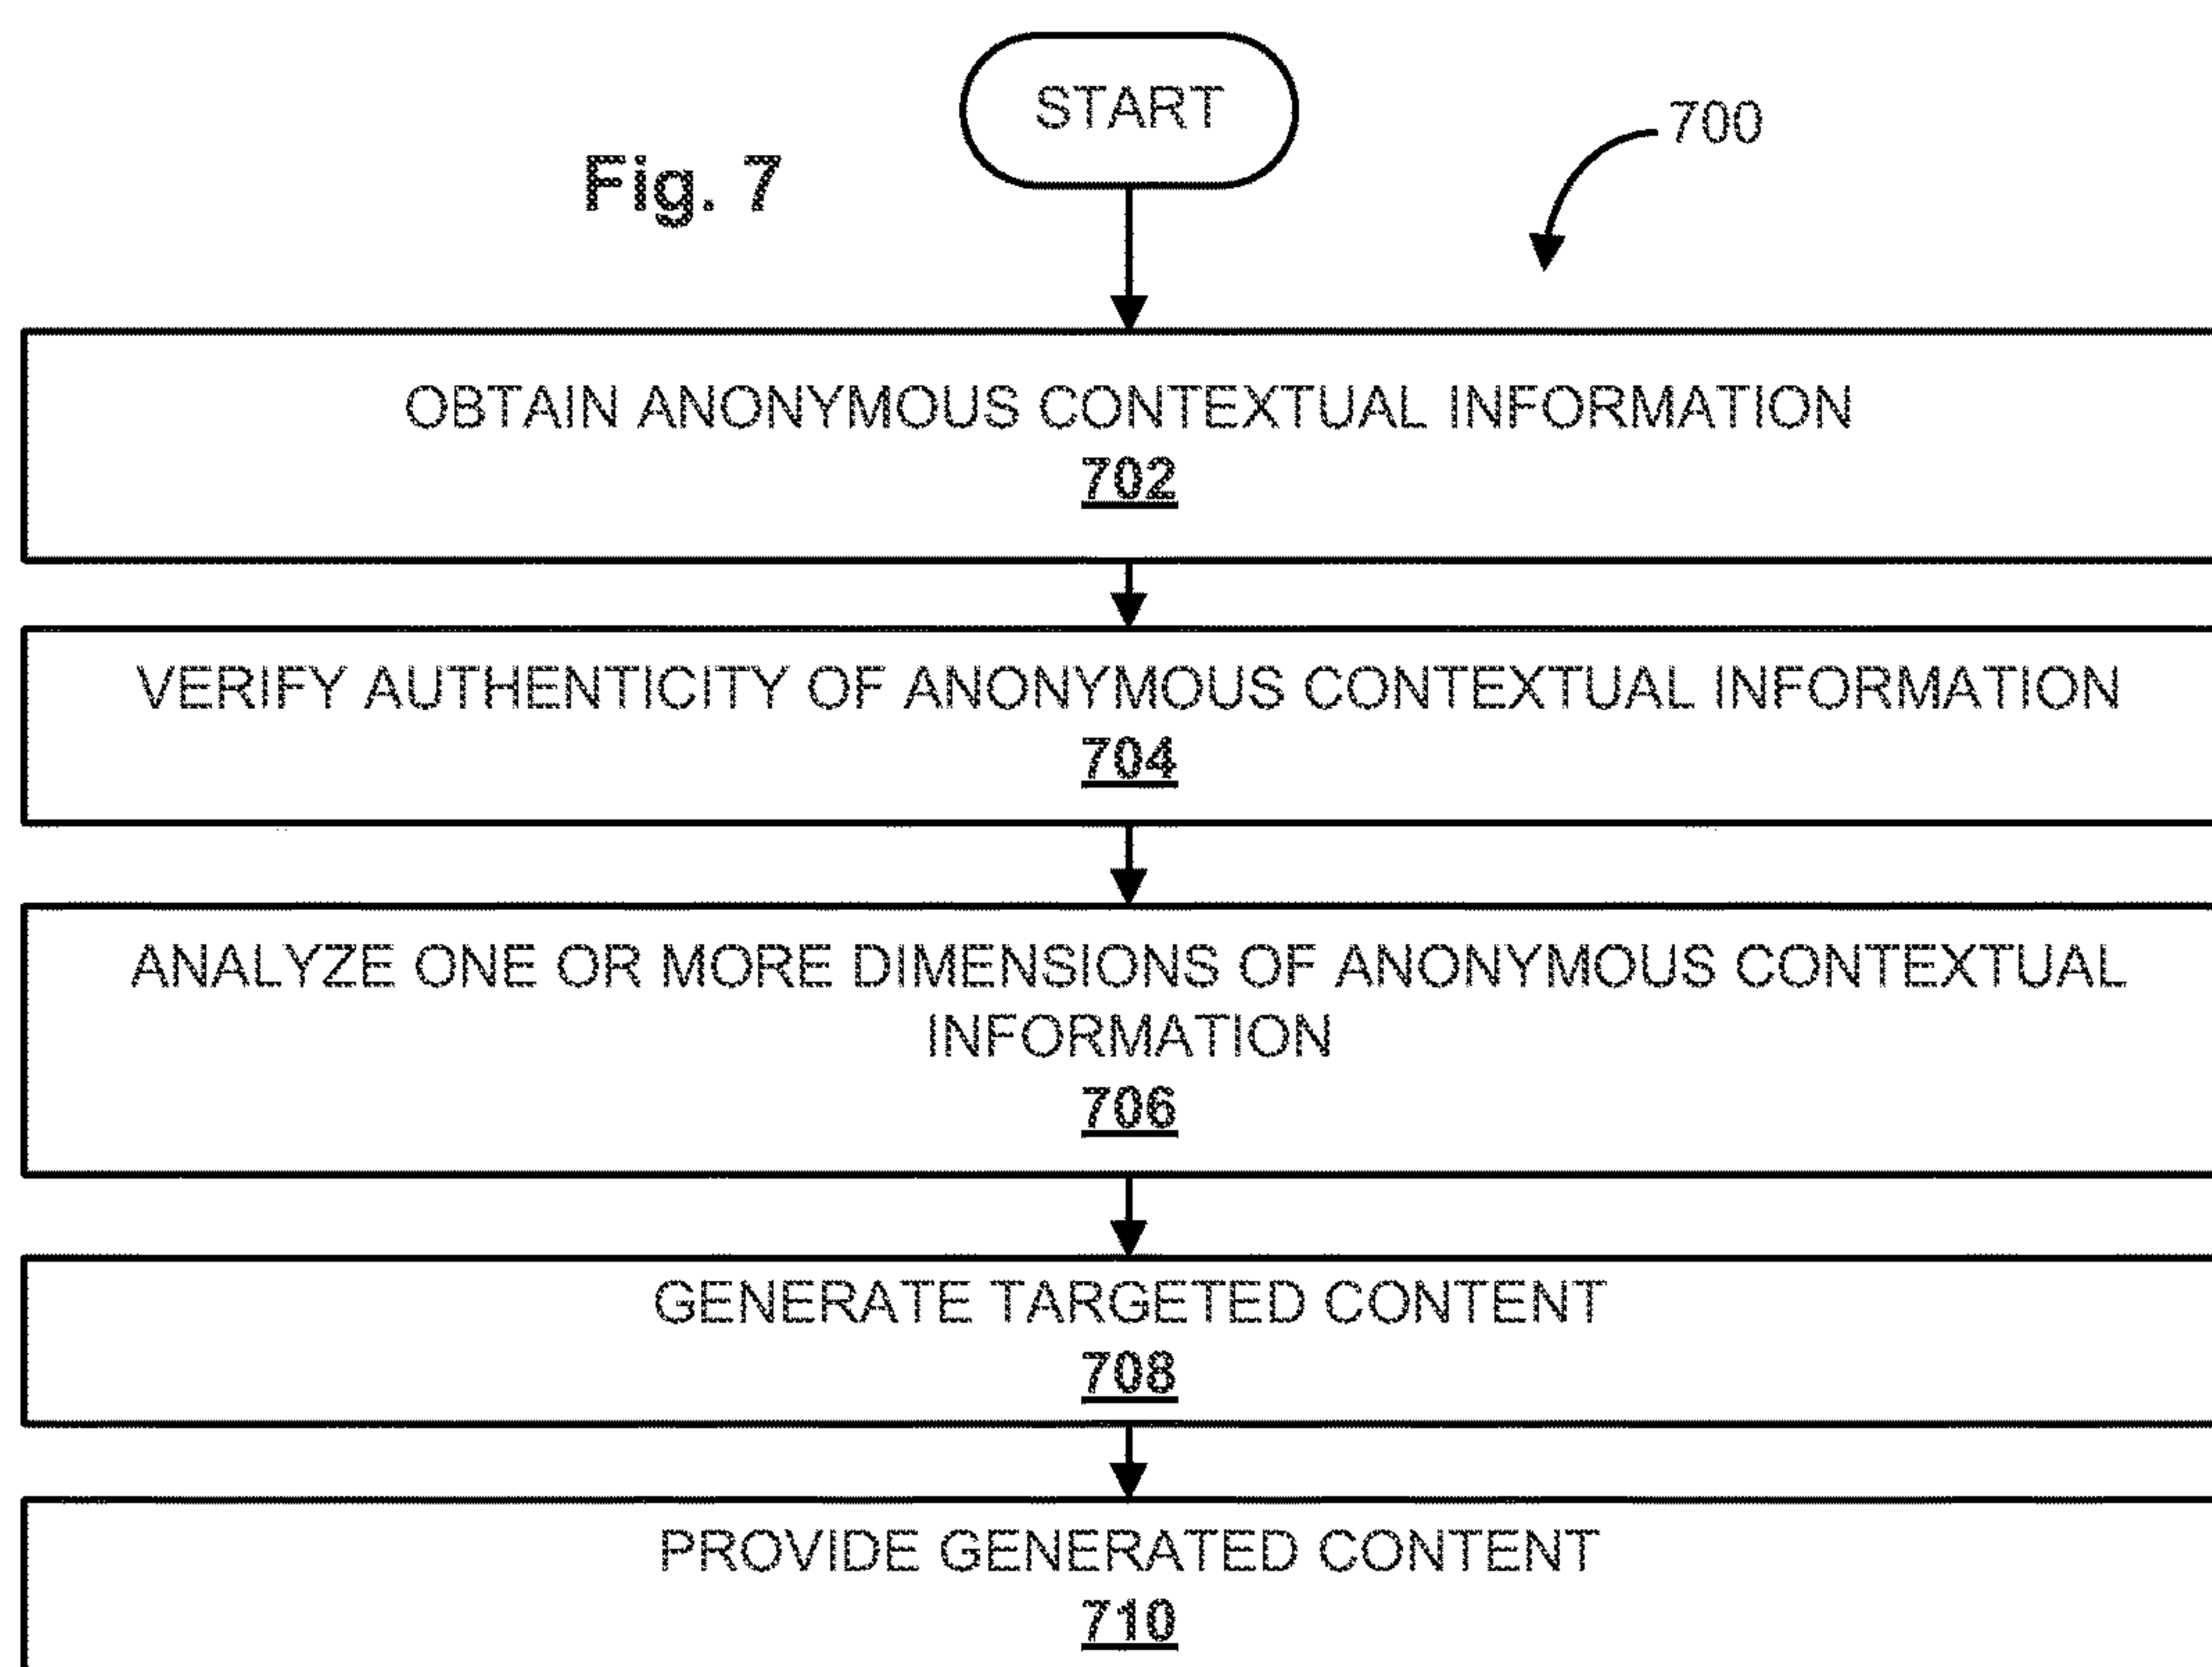 START
700
Fig. 7
OBTAIN ANONYMOUS CONTEXTUAL INFORMATION
702
VERIFY AUTHENTICITY OF ANONYMOUS CONTEXTUAL INFORMATION
704
ANALYZE ONE OR MORE DIMENSIONS OF ANONYMOUS CONTEXTUAL
INFORMATION
706
GENERATE TARGETED CONTENT
708
PROVIDE GENERATED CONTENT
710